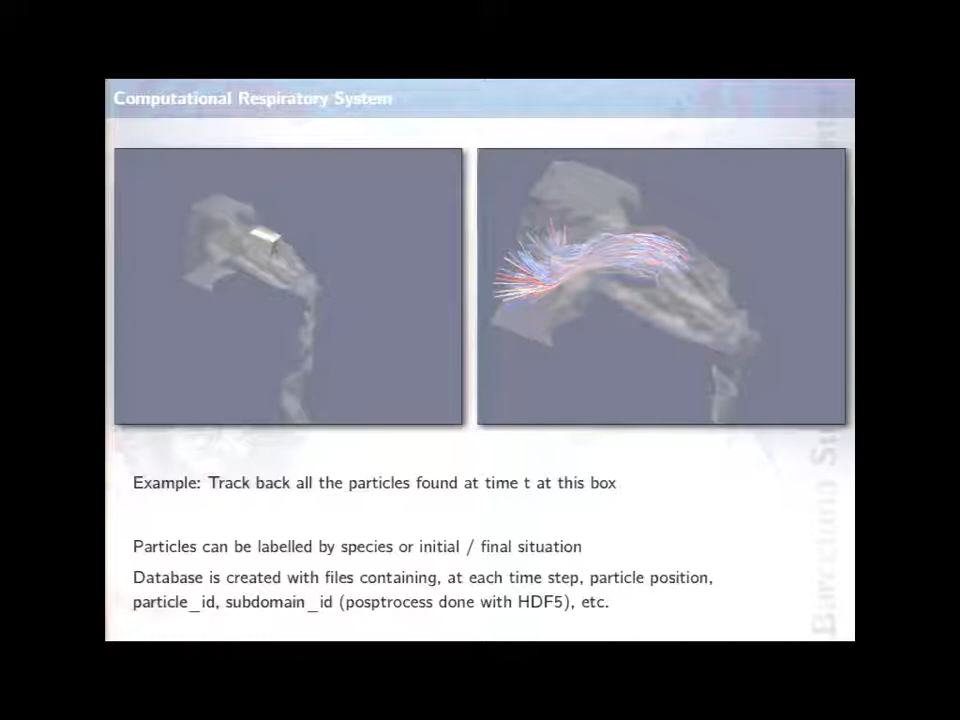 Computational Respiratory System
Example: Track back all the particles found at time t at this box
Particles can be labelled by species or initial / final situation
Database is created with files containing, at each time step, particle position,
particle_id, subdomain_id (posptrocess done with HDF5), etc.
Barcelona Su